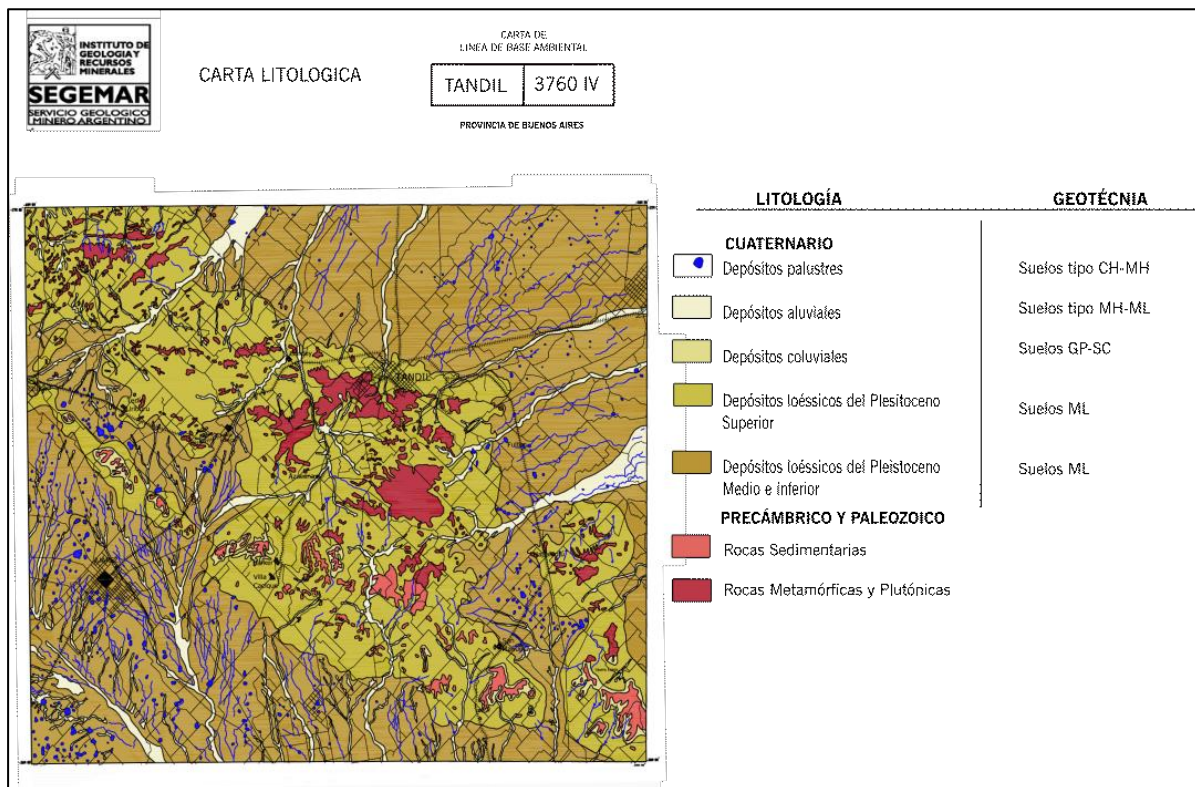 INSTITUTO DE
GEOLOGIA Y
RECURSOS
MINERALES
SEGEMAR
SERVICIO GEOLOGICO
MINERO ARGENTINO
CARTA LITOLOGICA
CARTA DE
LINEA DE BASE AMBIENTAL
TANDIL 3760 IV
PROVINCIA DE BUENOS AIRES
TANDIL
Villa
Cacique
LITOLOGÍA GEOTÉCNIA
CUATERNARIO
Depósitos palustres Suelos tipo CH-MH
Depósitos aluviales Suelos tipo MH-ML
Depósitos coluviales Suelos GP-SC
Depósitos loéssicos del Plesitoceno
Superior Suelos ML
Depósitos loéssicos del Pleistoceno
Medio e inferior Suelos ML
PRECÁMBRICO Y PALEOZOICO
Rocas Sedimentarias
Rocas Metamórficas y Plutónicas